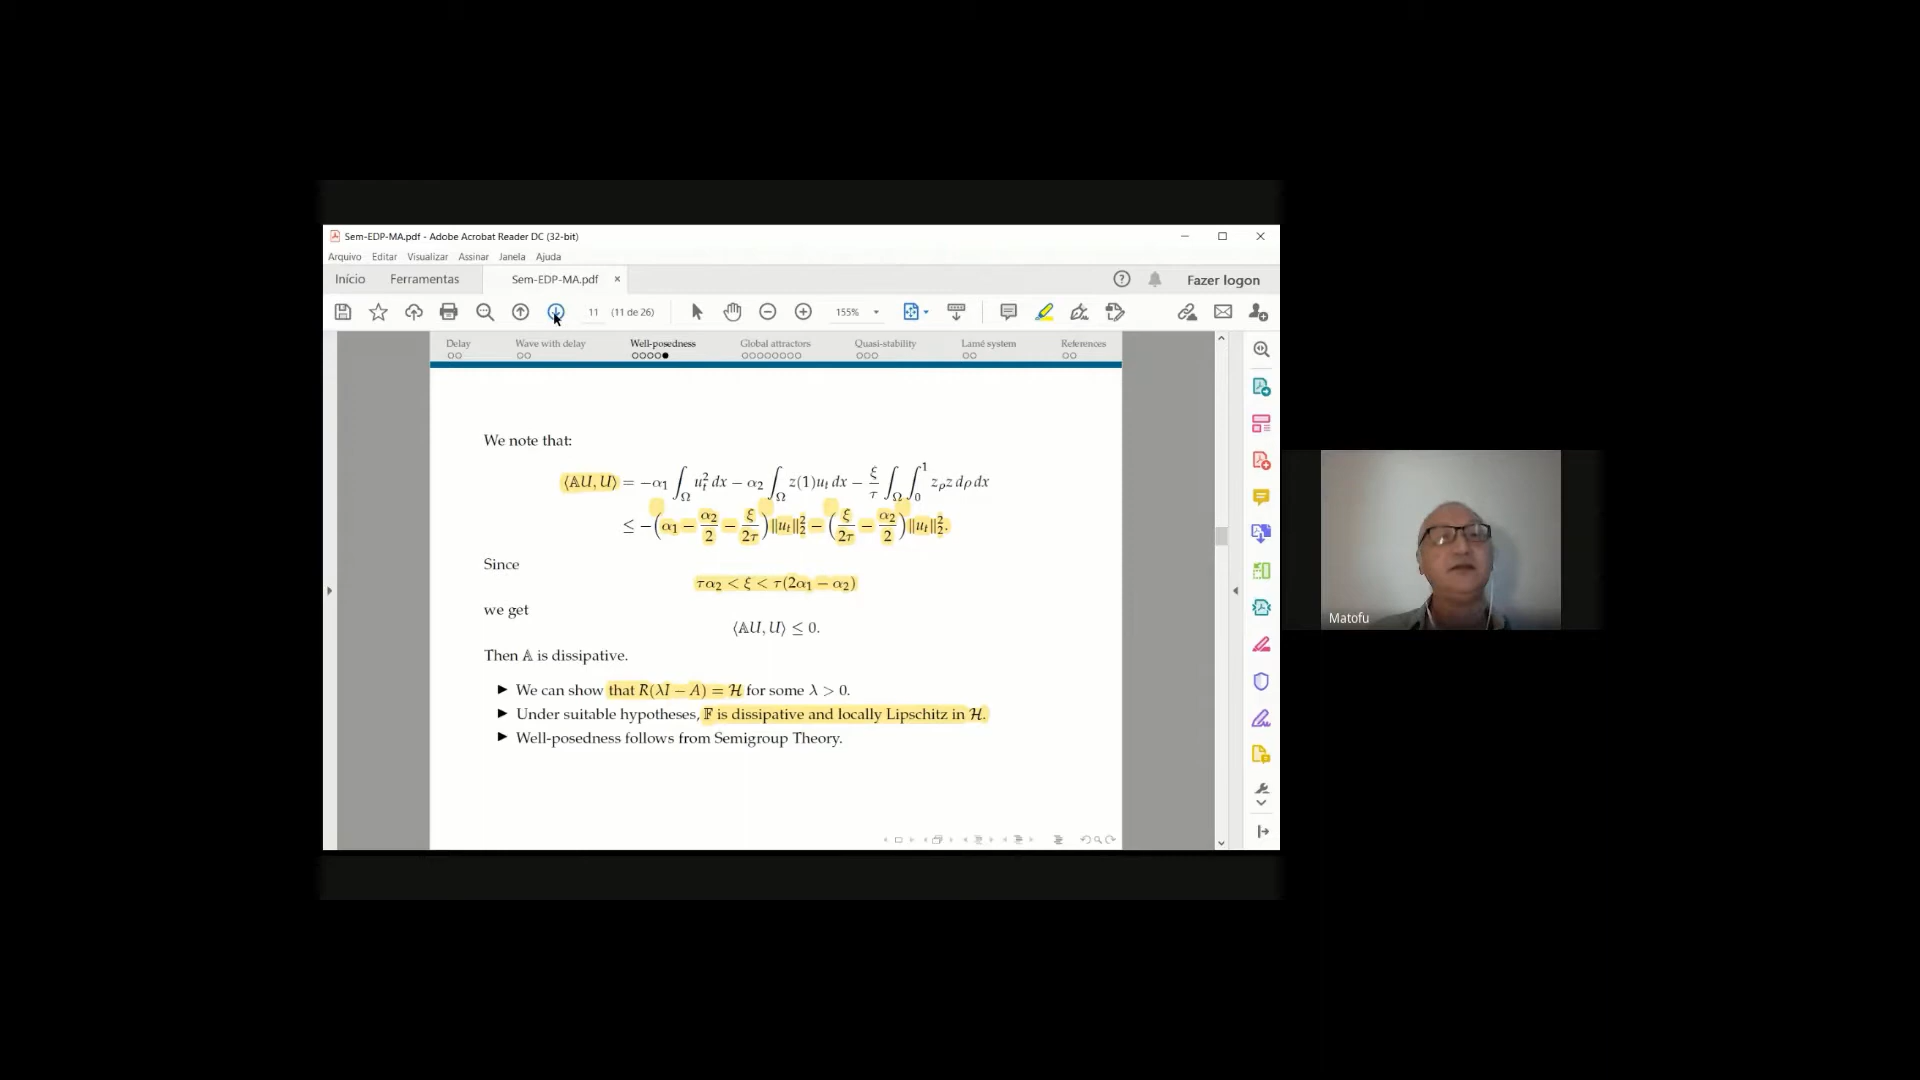 Sem-EDP-MA.pdf - Adobe Acrobat Reader DC (32-bit)
Arquivo Editar Visualizar Assinar Janela Ajuda
Início Ferramentas Sem-EDP-MA.pdf × Fazer logon
11 (11 de 26) 155%
Delay Wave with delay Well-posedness Global attractors Quasi-stability Lamé system References
We note that:
⟨𝔸U, U⟩ = −α₁ ∫_Ω u_t² dx − α₂ ∫_Ω z(1)u_t dx − ξ/τ ∫_Ω ∫_0^1 z_ρ z dρ dx
≤ −(α₁ − α₂/2 − ξ/2τ)‖u_t‖₂² − (ξ/2τ − α₂/2)‖u_t‖₂².
Since
τα₂ < ξ < τ(2α₁ − α₂)
we get
⟨𝔸U, U⟩ ≤ 0.
Then 𝔸 is dissipative.
▶ We can show that R(λI − A) = ℋ for some λ > 0.
▶ Under suitable hypotheses, 𝔽 is dissipative and locally Lipschitz in ℋ.
▶ Well-posedness follows from Semigroup Theory.
Matofu